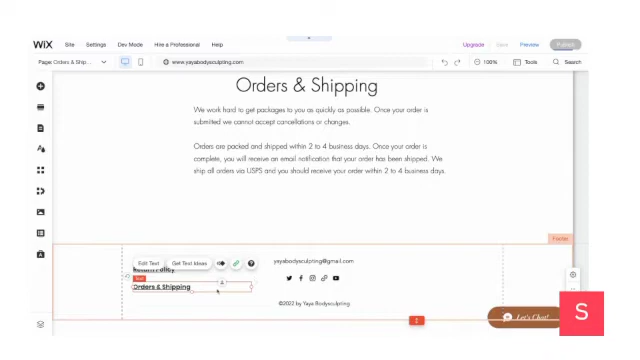 WiX Site Settings Dev Mode Hire a Professional Help Upgrade Save Preview Publish
Page: Orders & Ship... www.yayabodysculpting.com 100% Tools Search
Orders & Shipping
We work hard to get packages to you as quickly as possible. Once your order is
submitted we cannot accept cancellations or changes.
Orders are packed and shipped within 2 to 4 business days. Once your order is
complete, you will receive an email notification that your order has been shipped. We
ship all orders via USPS and you should receive your order within 2 to 4 business days.
Footer
Edit Text Get Text Ideas
yayabodysculpting@gmail.com
Return Policy
Text
Orders & Shipping
©2022 by Yaya Bodysculpting
Let's Chat!
S